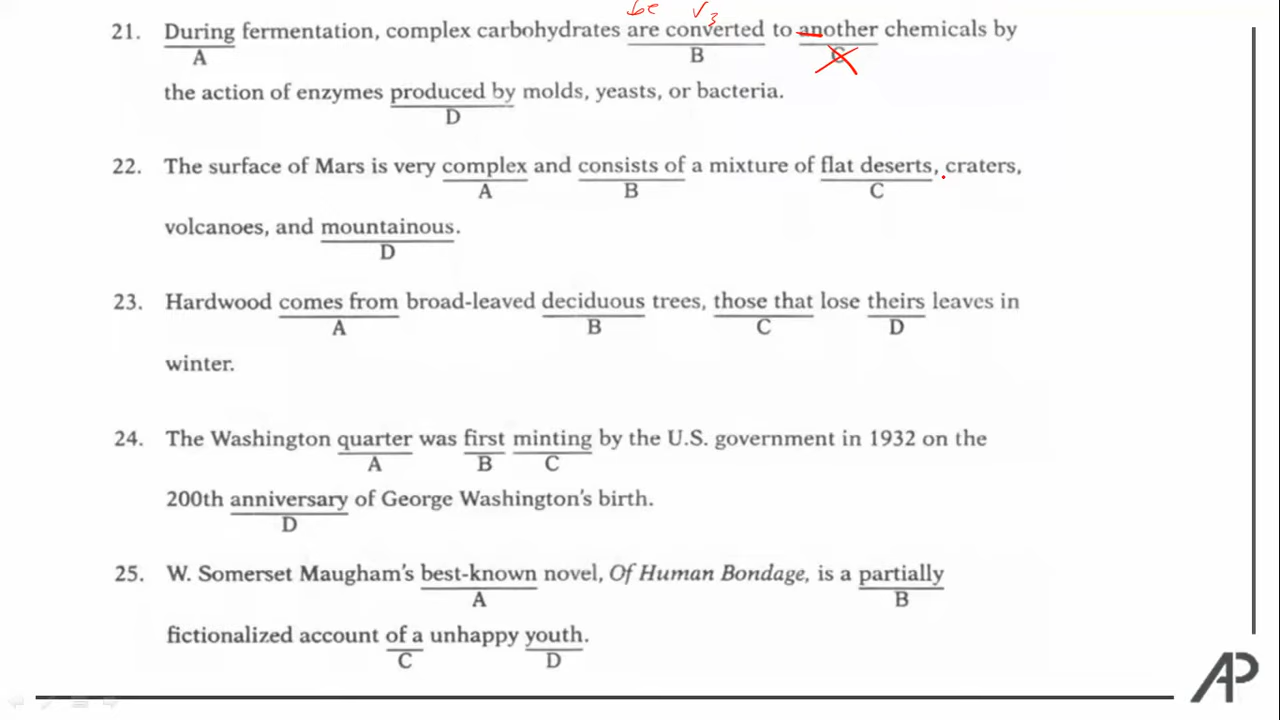 be V3
21. During fermentation, complex carbohydrates are converted to another chemicals by
A B C
the action of enzymes produced by molds, yeasts, or bacteria.
D
22. The surface of Mars is very complex and consists of a mixture of flat deserts, craters,
A B C
volcanoes, and mountainous.
D
23. Hardwood comes from broad-leaved deciduous trees, those that lose theirs leaves in
A B C D
winter.
24. The Washington quarter was first minting by the U.S. government in 1932 on the
A B C
200th anniversary of George Washington's birth.
D
25. W. Somerset Maugham's best-known novel, Of Human Bondage, is a partially
A B
fictionalized account of a unhappy youth.
C D
AP